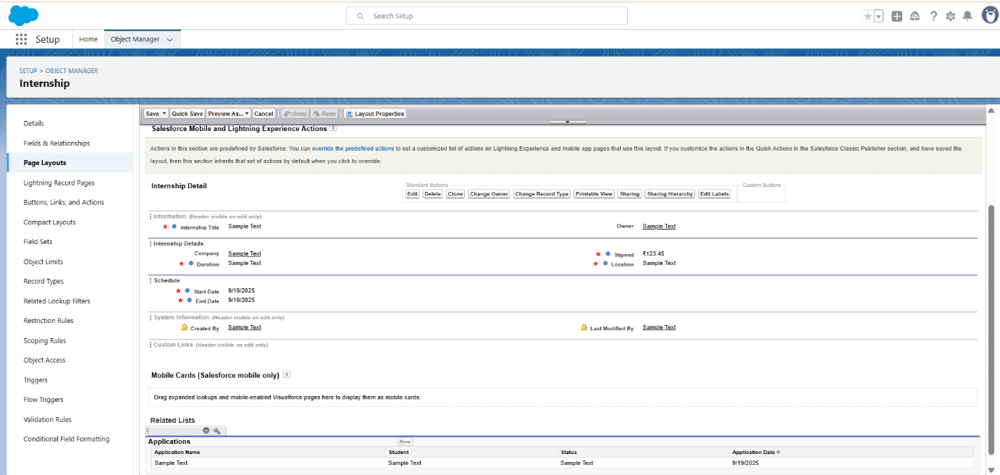 Search Setup
Setup
Home
Object Manager
SETUP > OBJECT MANAGER
Internship
Details
Fields & Relationships
Page Layouts
Lightning Record Pages
Buttons, Links, and Actions
Compact Layouts
Field Sets
Object Limits
Record Types
Related Lookup Filters
Restriction Rules
Scoping Rules
Object Access
Triggers
Flow Triggers
Validation Rules
Conditional Field Formatting
Save Quick Save Preview As... Cancel Undo Redo Layout Properties
Salesforce Mobile and Lightning Experience Actions i
Actions in this section are predefined by Salesforce. You can override the predefined actions to set a customized list of actions on Lightning Experience and mobile app pages that use this layout. If you customize the actions in the Quick Actions in the Salesforce Classic Publisher section, and have saved the
layout, then this section inherits that set of actions by default when you click to override.
Internship Detail
Standard Buttons
Edit Delete Clone Change Owner Change Record Type Printable View Sharing Sharing Hierarchy Edit Labels
Custom Buttons
Information (Header visible on edit only)
* Internship Title Sample Text Owner Sample Text
Internship Details
Company Sample Text * Stipend ₹123.45
* Duration Sample Text * Location Sample Text
Schedule
* Start Date 9/19/2025
* End Date 9/19/2025
System Information (Header visible on edit only)
Created By Sample Text Last Modified By Sample Text
Custom Links (Header visible on edit only)
Mobile Cards (Salesforce mobile only) i
Drag expanded lookups and mobile-enabled Visualforce pages here to display them as mobile cards.
Related Lists
Applications New
Application Name Student Status Application Date
Sample Text Sample Text Sample Text 9/19/2025